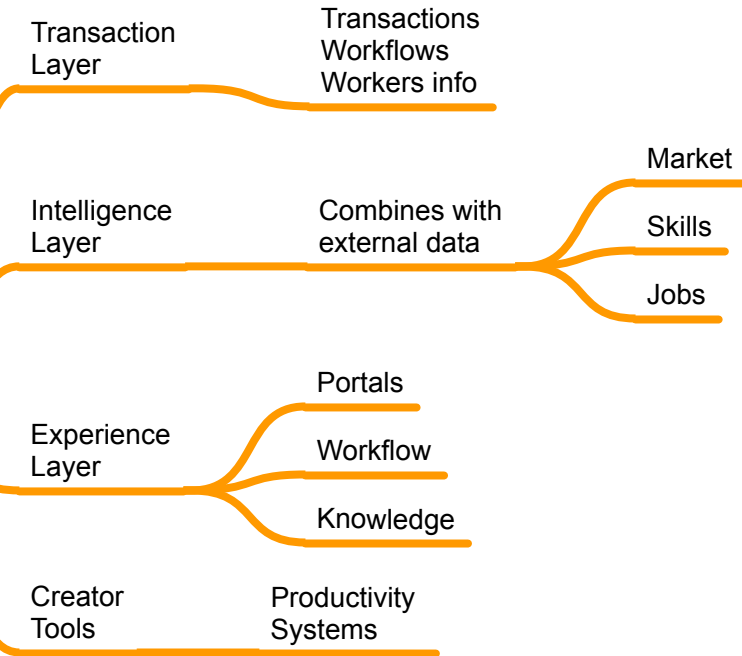 Transaction
Layer
Transactions
Workflows
Workers info
Intelligence
Layer
Combines with
external data
Market
Skills
Jobs
Experience
Layer
Portals
Workflow
Knowledge
Creator
Tools
Productivity
Systems